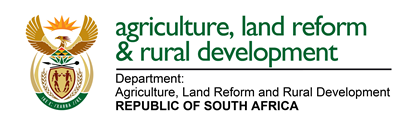 agriculture, land reform
& rural development
Department:
Agriculture, Land Reform and Rural Development
REPUBLIC OF SOUTH AFRICA